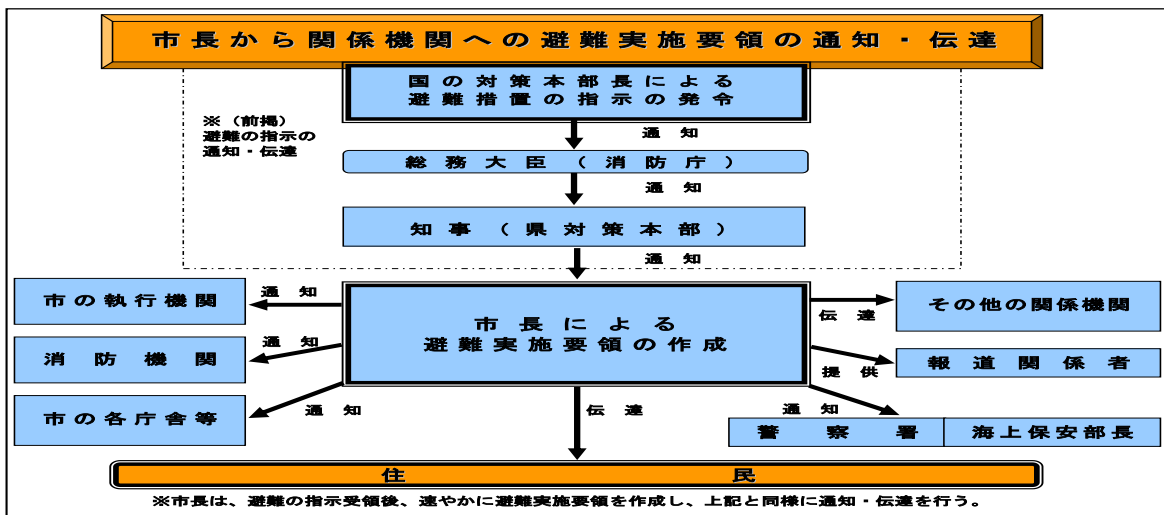 市長から関係機関への避難実施要領の通知・伝達
国の対策本部長による
避難措置の指示の発令
※（前掲）
避難の指示の
通知・伝達
通知
総務大臣（消防庁）
通知
知事（県対策本部）
通知
市の執行機関
通知
消防機関
通知
市の各庁舎等
通知
市長による
避難実施要領の作成
伝達
その他の関係機関
提供
報道関係者
通知
警察署
海上保安部長
伝達
住民
※市長は、避難の指示受領後、速やかに避難実施要領を作成し、上記と同様に通知・伝達を行う。